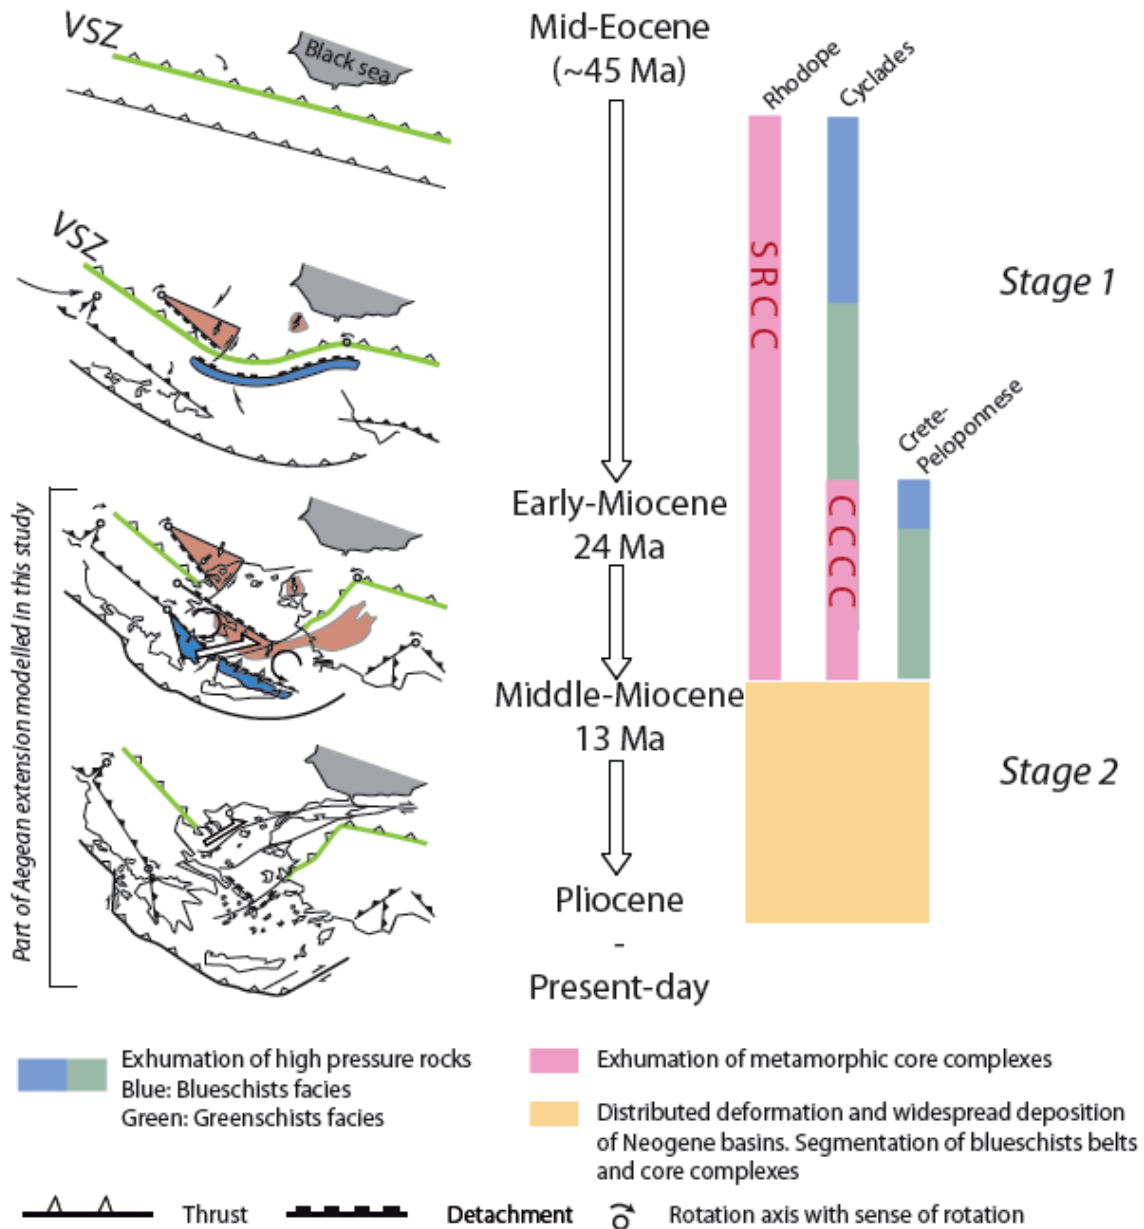 VSZ
Black sea
Mid-Eocene
(~45 Ma)
Rhodope
Cyclades
VSZ
SRCC
Stage 1
Crete-
Peloponnese
Early-Miocene
24 Ma
CCCC
Part of Aegean extension modelled in this study
Middle-Miocene
13 Ma
Stage 2
Pliocene
-
Present-day
Exhumation of high pressure rocks
Blue: Blueschists facies
Green: Greenschists facies
Exhumation of metamorphic core complexes
Distributed deformation and widespread deposition
of Neogene basins. Segmentation of blueschists belts
and core complexes
Thrust
Detachment
Rotation axis with sense of rotation